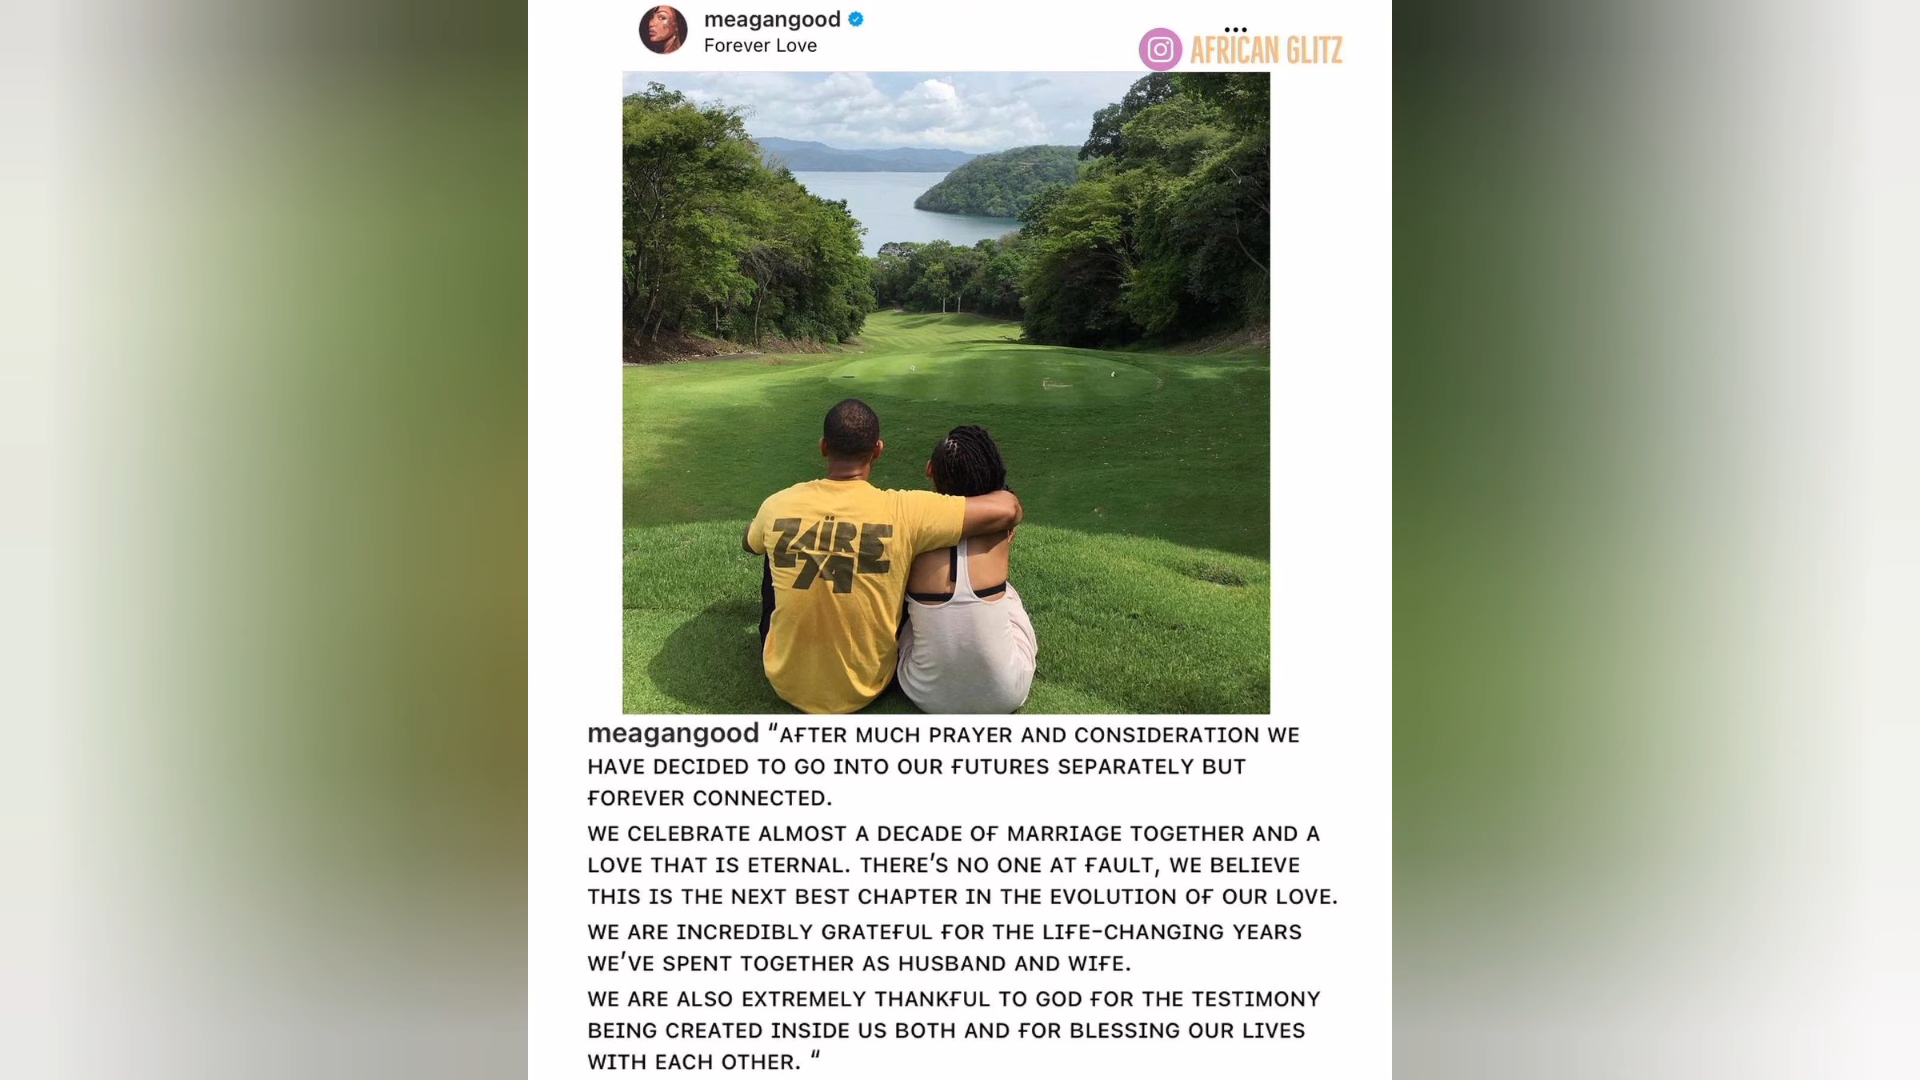 meagangood
Forever Love
AFRICAN GLITZ
ZAÏRE
74
meagangood “AFTER MUCH PRAYER AND CONSIDERATION WE
HAVE DECIDED TO GO INTO OUR FUTURES SEPARATELY BUT
FOREVER CONNECTED.
WE CELEBRATE ALMOST A DECADE OF MARRIAGE TOGETHER AND A
LOVE THAT IS ETERNAL. THERE’S NO ONE AT FAULT, WE BELIEVE
THIS IS THE NEXT BEST CHAPTER IN THE EVOLUTION OF OUR LOVE.
WE ARE INCREDIBLY GRATEFUL FOR THE LIFE-CHANGING YEARS
WE’VE SPENT TOGETHER AS HUSBAND AND WIFE.
WE ARE ALSO EXTREMELY THANKFUL TO GOD FOR THE TESTIMONY
BEING CREATED INSIDE US BOTH AND FOR BLESSING OUR LIVES
WITH EACH OTHER. “